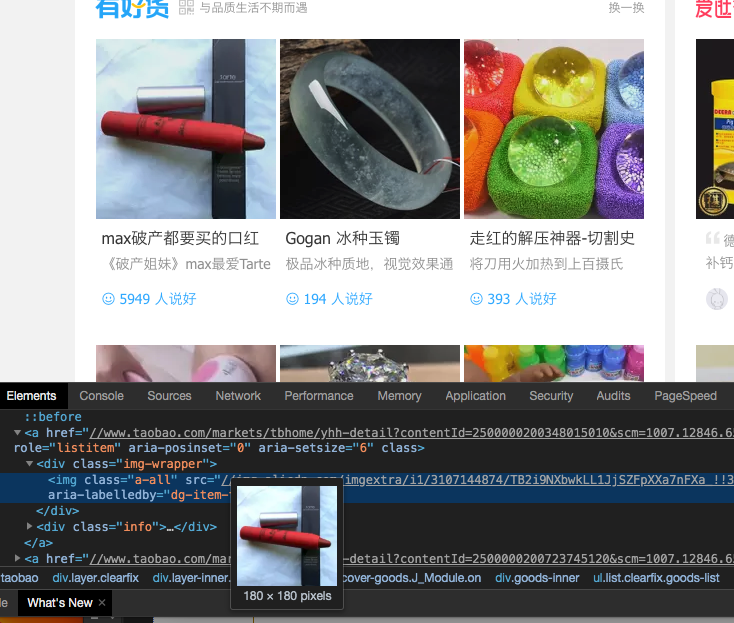 有好货 与品质生活不期而遇 换一换
爱逛
max破产都要买的口红
《破产姐妹》max最爱Tarte
5949 人说好
Gogan 冰种玉镯
极品冰种质地，视觉效果通
194 人说好
走红的解压神器-切割史
将刀用火加热到上百摄氏
393 人说好
德
补钙
Elements Console Sources Network Performance Memory Application Security Audits PageSpeed
::before
<a href="//www.taobao.com/markets/tbhome/yhh-detail?contentId=2500000200348015010&scm=1007.12846.6
role="listitem" aria-posinset="0" aria-setsize="6" class>
<div class="img-wrapper">
<img class="a-all" src="//img.alicdn.com/imgextra/i1/3107144874/TB2i9NXbwkLL1JjSZFpXXa7nFXa_!!3
aria-labelledby="dg-item-
</div>
<div class="info">…</div>
</a>
<a href="//www.taobao.com/mar -detail?contentId=2500000200723745120&scm=1007.12846.6
taobao div.layer.clearfix div.layer-inner. cover-goods.J_Module.on div.goods-inner ul.list.clearfix.goods-list
le What's New ×
tarte
180 × 180 pixels